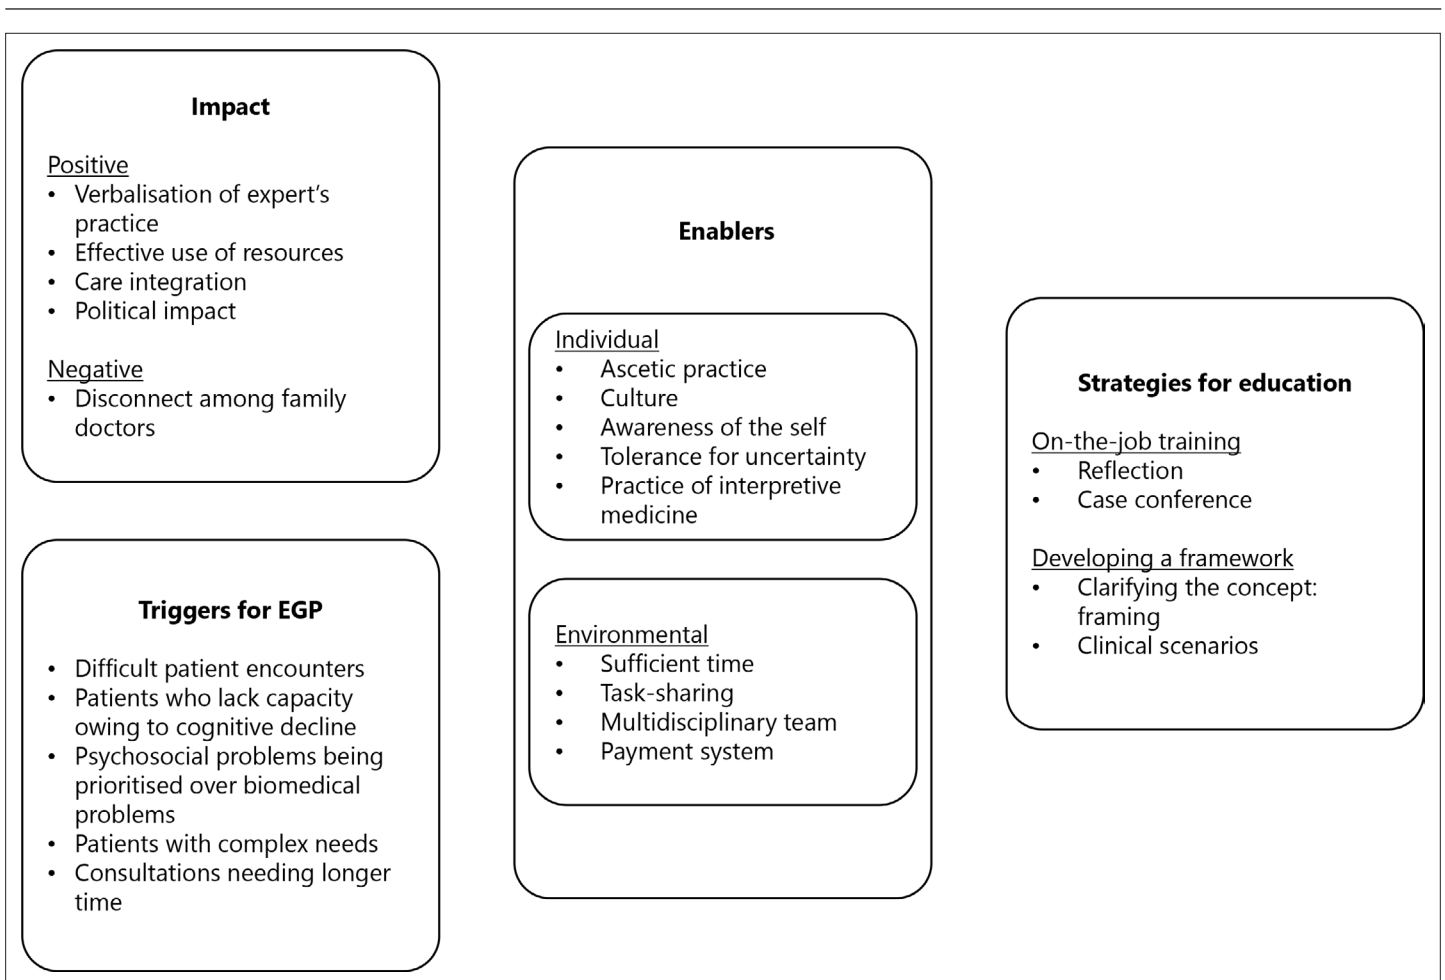 Impact
Positive
• Verbalisation of expert's
practice
• Effective use of resources
• Care integration
• Political impact
Negative
• Disconnect among family
doctors
Triggers for EGP
• Difficult patient encounters
• Patients who lack capacity
owing to cognitive decline
• Psychosocial problems being
prioritised over biomedical
problems
• Patients with complex needs
• Consultations needing longer
time
Enablers
Individual
• Ascetic practice
• Culture
• Awareness of the self
• Tolerance for uncertainty
• Practice of interpretive
medicine
Environmental
• Sufficient time
• Task-sharing
• Multidisciplinary team
• Payment system
Strategies for education
On-the-job training
• Reflection
• Case conference
Developing a framework
• Clarifying the concept:
framing
• Clinical scenarios